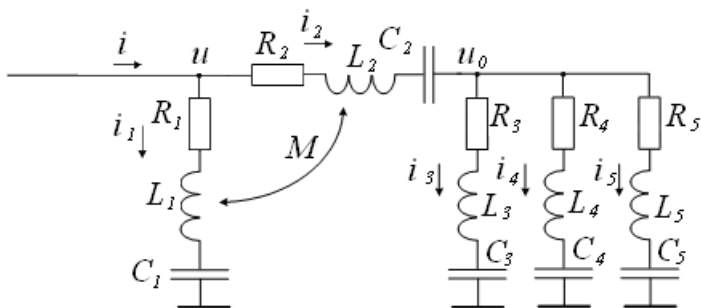 i u R₂ i₂ L₂ C₂ u₀
i₁ R₁ M R₃ R₄ R₅
L₁ i₃ i₄ i₅
L₃ L₄ L₅
C₁ C₃ C₄ C₅